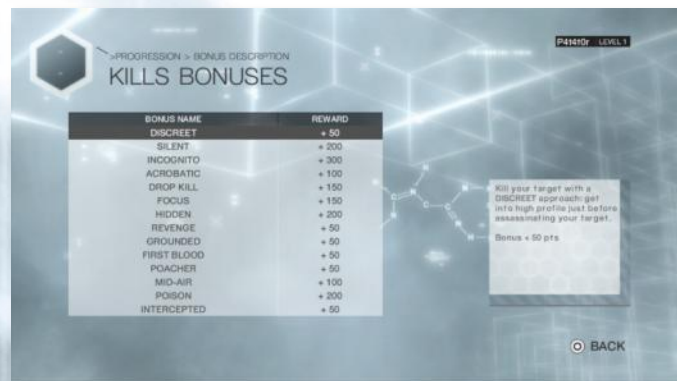 P4t4t0r LEVEL 1
>PROGRESSION > BONUS DESCRIPTION
KILLS BONUSES
BONUS NAME REWARD
DISCREET + 50
SILENT + 200
INCOGNITO + 300
ACROBATIC + 100
DROP KILL + 150
FOCUS + 150
HIDDEN + 200
REVENGE + 50
GROUNDED + 50
FIRST BLOOD + 50
POACHER + 50
MID-AIR + 100
POISON + 200
INTERCEPTED + 50
Kill your target with a
DISCREET approach: get
into high profile just before
assassinating your target.
Bonus + 50 pts
BACK